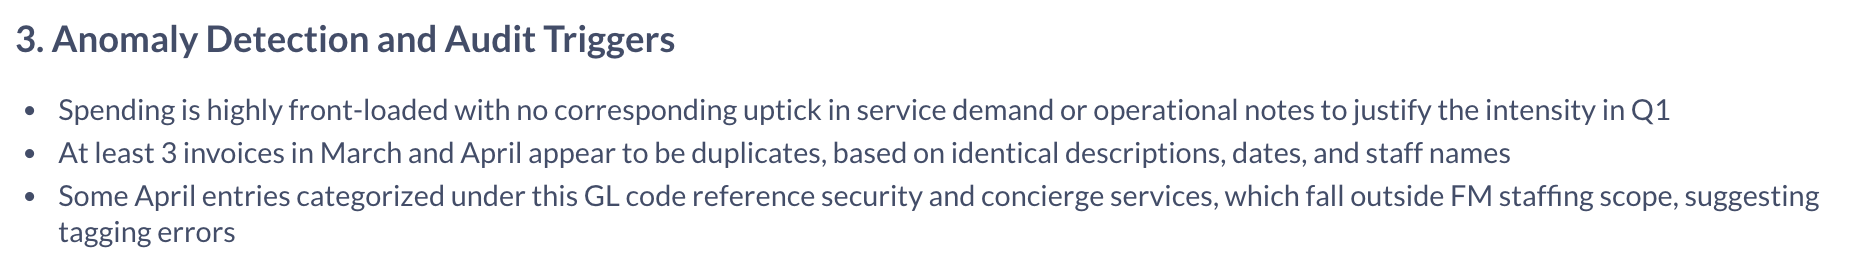 3. Anomaly Detection and Audit Triggers
• Spending is highly front-loaded with no corresponding uptick in service demand or operational notes to justify the intensity in Q1
• At least 3 invoices in March and April appear to be duplicates, based on identical descriptions, dates, and staff names
• Some April entries categorized under this GL code reference security and concierge services, which fall outside FM staffing scope, suggesting
tagging errors